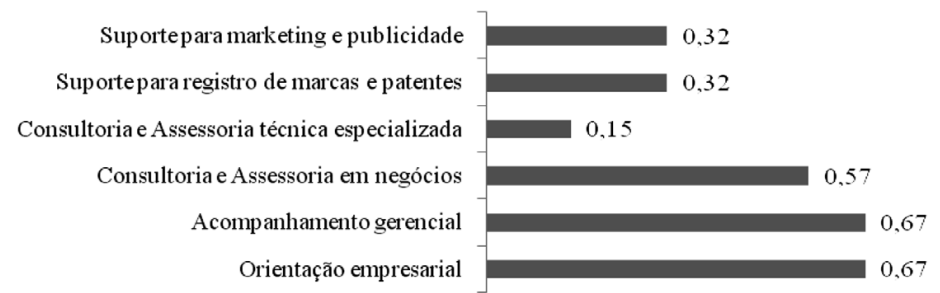 Suporte para marketing e publicidade 0,32
Suporte para registro de marcas e patentes 0,32
Consultoria e Assessoria técnica especializada 0,15
Consultoria e Assessoria em negócios 0,57
Acompanhamento gerencial 0,67
Orientação empresarial 0,67